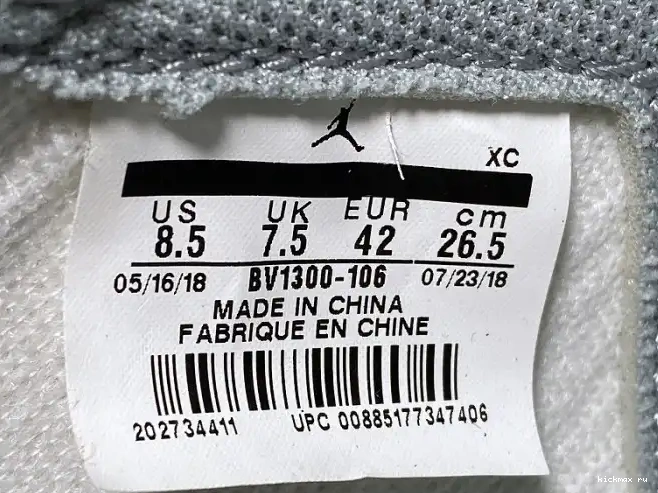 XC
US UK EUR cm
8.5 7.5 42 26.5
05/16/18 BV1300-106 07/23/18
MADE IN CHINA
FABRIQUE EN CHINE
202734411 UPC 00885177347406
kickmax ru